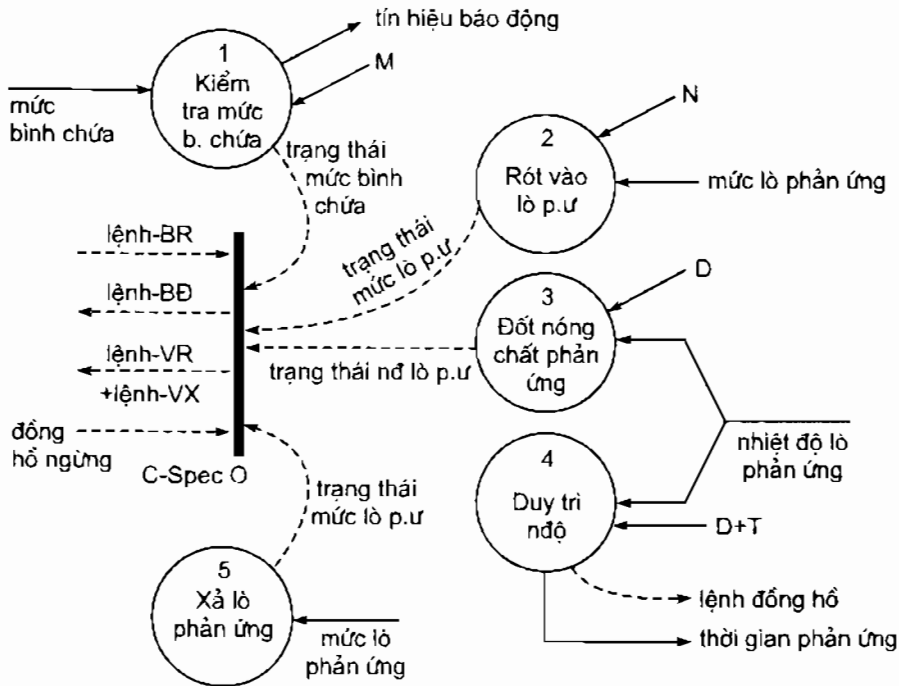 tín hiệu báo động
1
Kiểm
tra mức
b. chứa
M
mức
bình chứa
N
2
Rót vào
lò p.ư
mức lò phản ứng
trạng thái
mức bình
chứa
trạng thái
mức lò p.ư
lệnh-BR
lệnh-BĐ
lệnh-VR
+lệnh-VX
đồng
hồ ngừng
C-Spec O
D
3
Đốt nóng
chất phản
ứng
trạng thái nđ lò p.ư
nhiệt độ lò
phản ứng
4
Duy trì
nđộ
D+T
trạng thái
mức lò p.ư
lệnh đồng hồ
thời gian phản ứng
5
Xả lò
phản ứng
mức lò
phản ứng